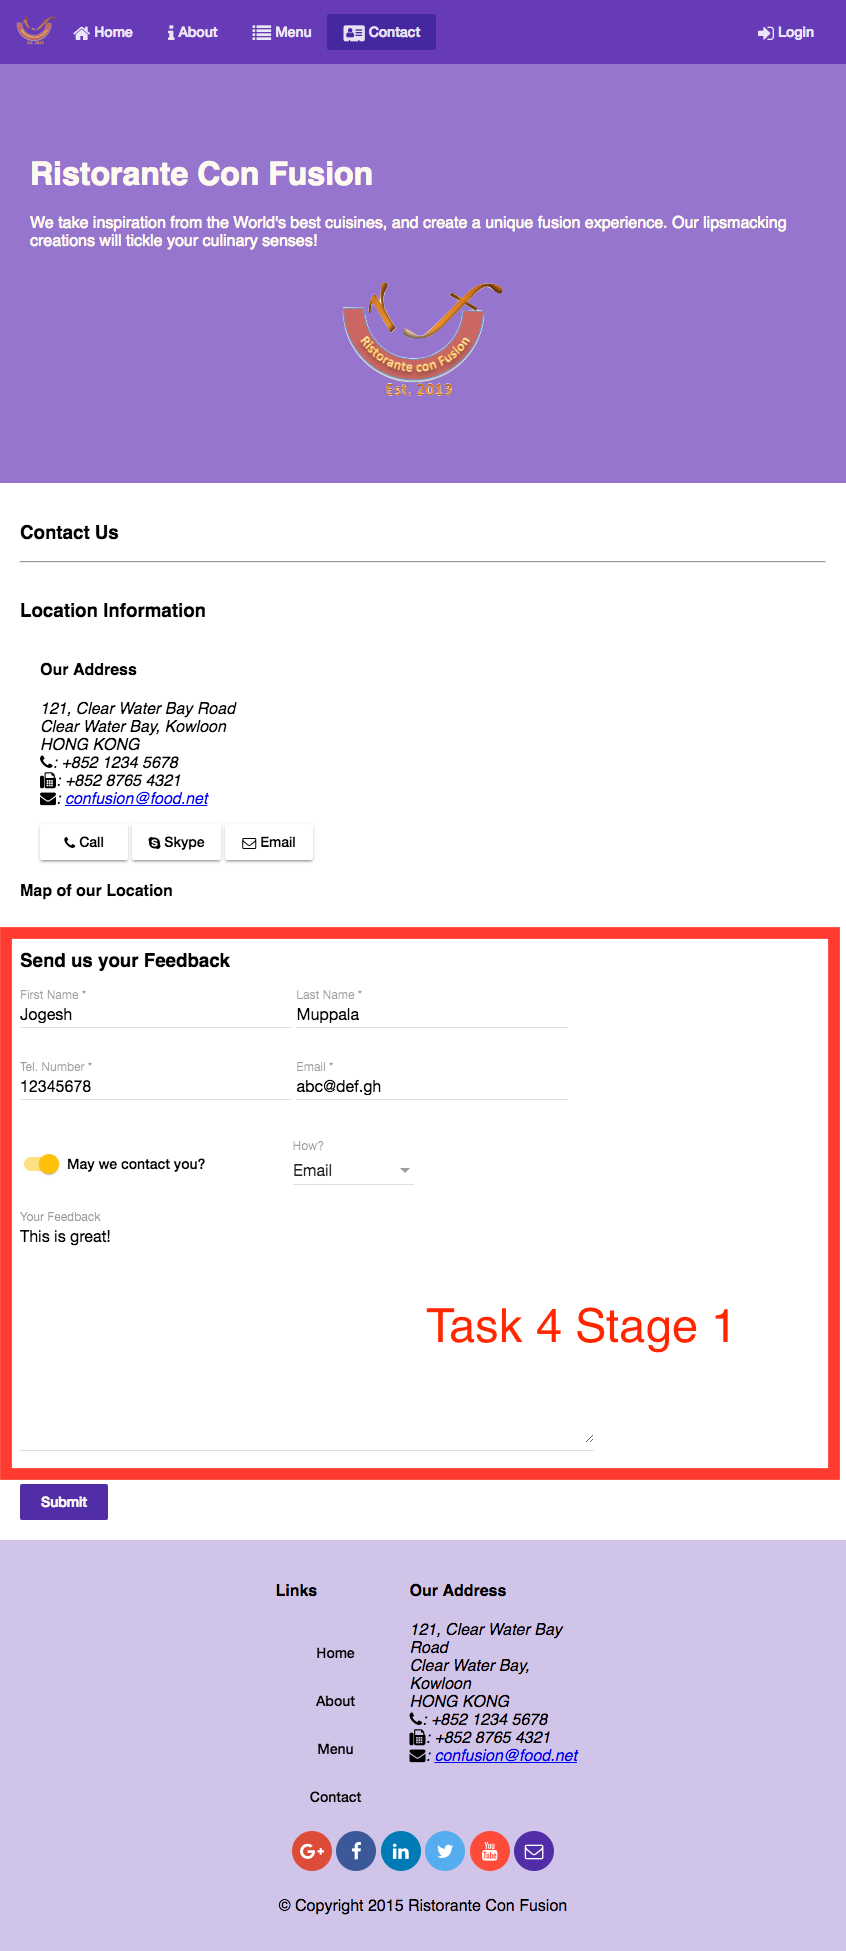 Home
About
Menu
Contact
Login
Ristorante Con Fusion
We take inspiration from the World's best cuisines, and create a unique fusion experience. Our lipsmacking
creations will tickle your culinary senses!
Ristorante con Fusion
Est. 2013
Contact Us
Location Information
Our Address
121, Clear Water Bay Road
Clear Water Bay, Kowloon
HONG KONG
: +852 1234 5678
: +852 8765 4321
: confusion@food.net
Call
Skype
Email
Map of our Location
Send us your Feedback
First Name *
Last Name *
Jogesh
Muppala
Tel. Number *
Email *
12345678
abc@def.gh
How?
May we contact you?
Email
Your Feedback
This is great!
Task 4 Stage 1
Submit
Links
Home
About
Menu
Contact
Our Address
121, Clear Water Bay
Road
Clear Water Bay,
Kowloon
HONG KONG
: +852 1234 5678
: +852 8765 4321
: confusion@food.net
G+
f
in
You
Tube
© Copyright 2015 Ristorante Con Fusion